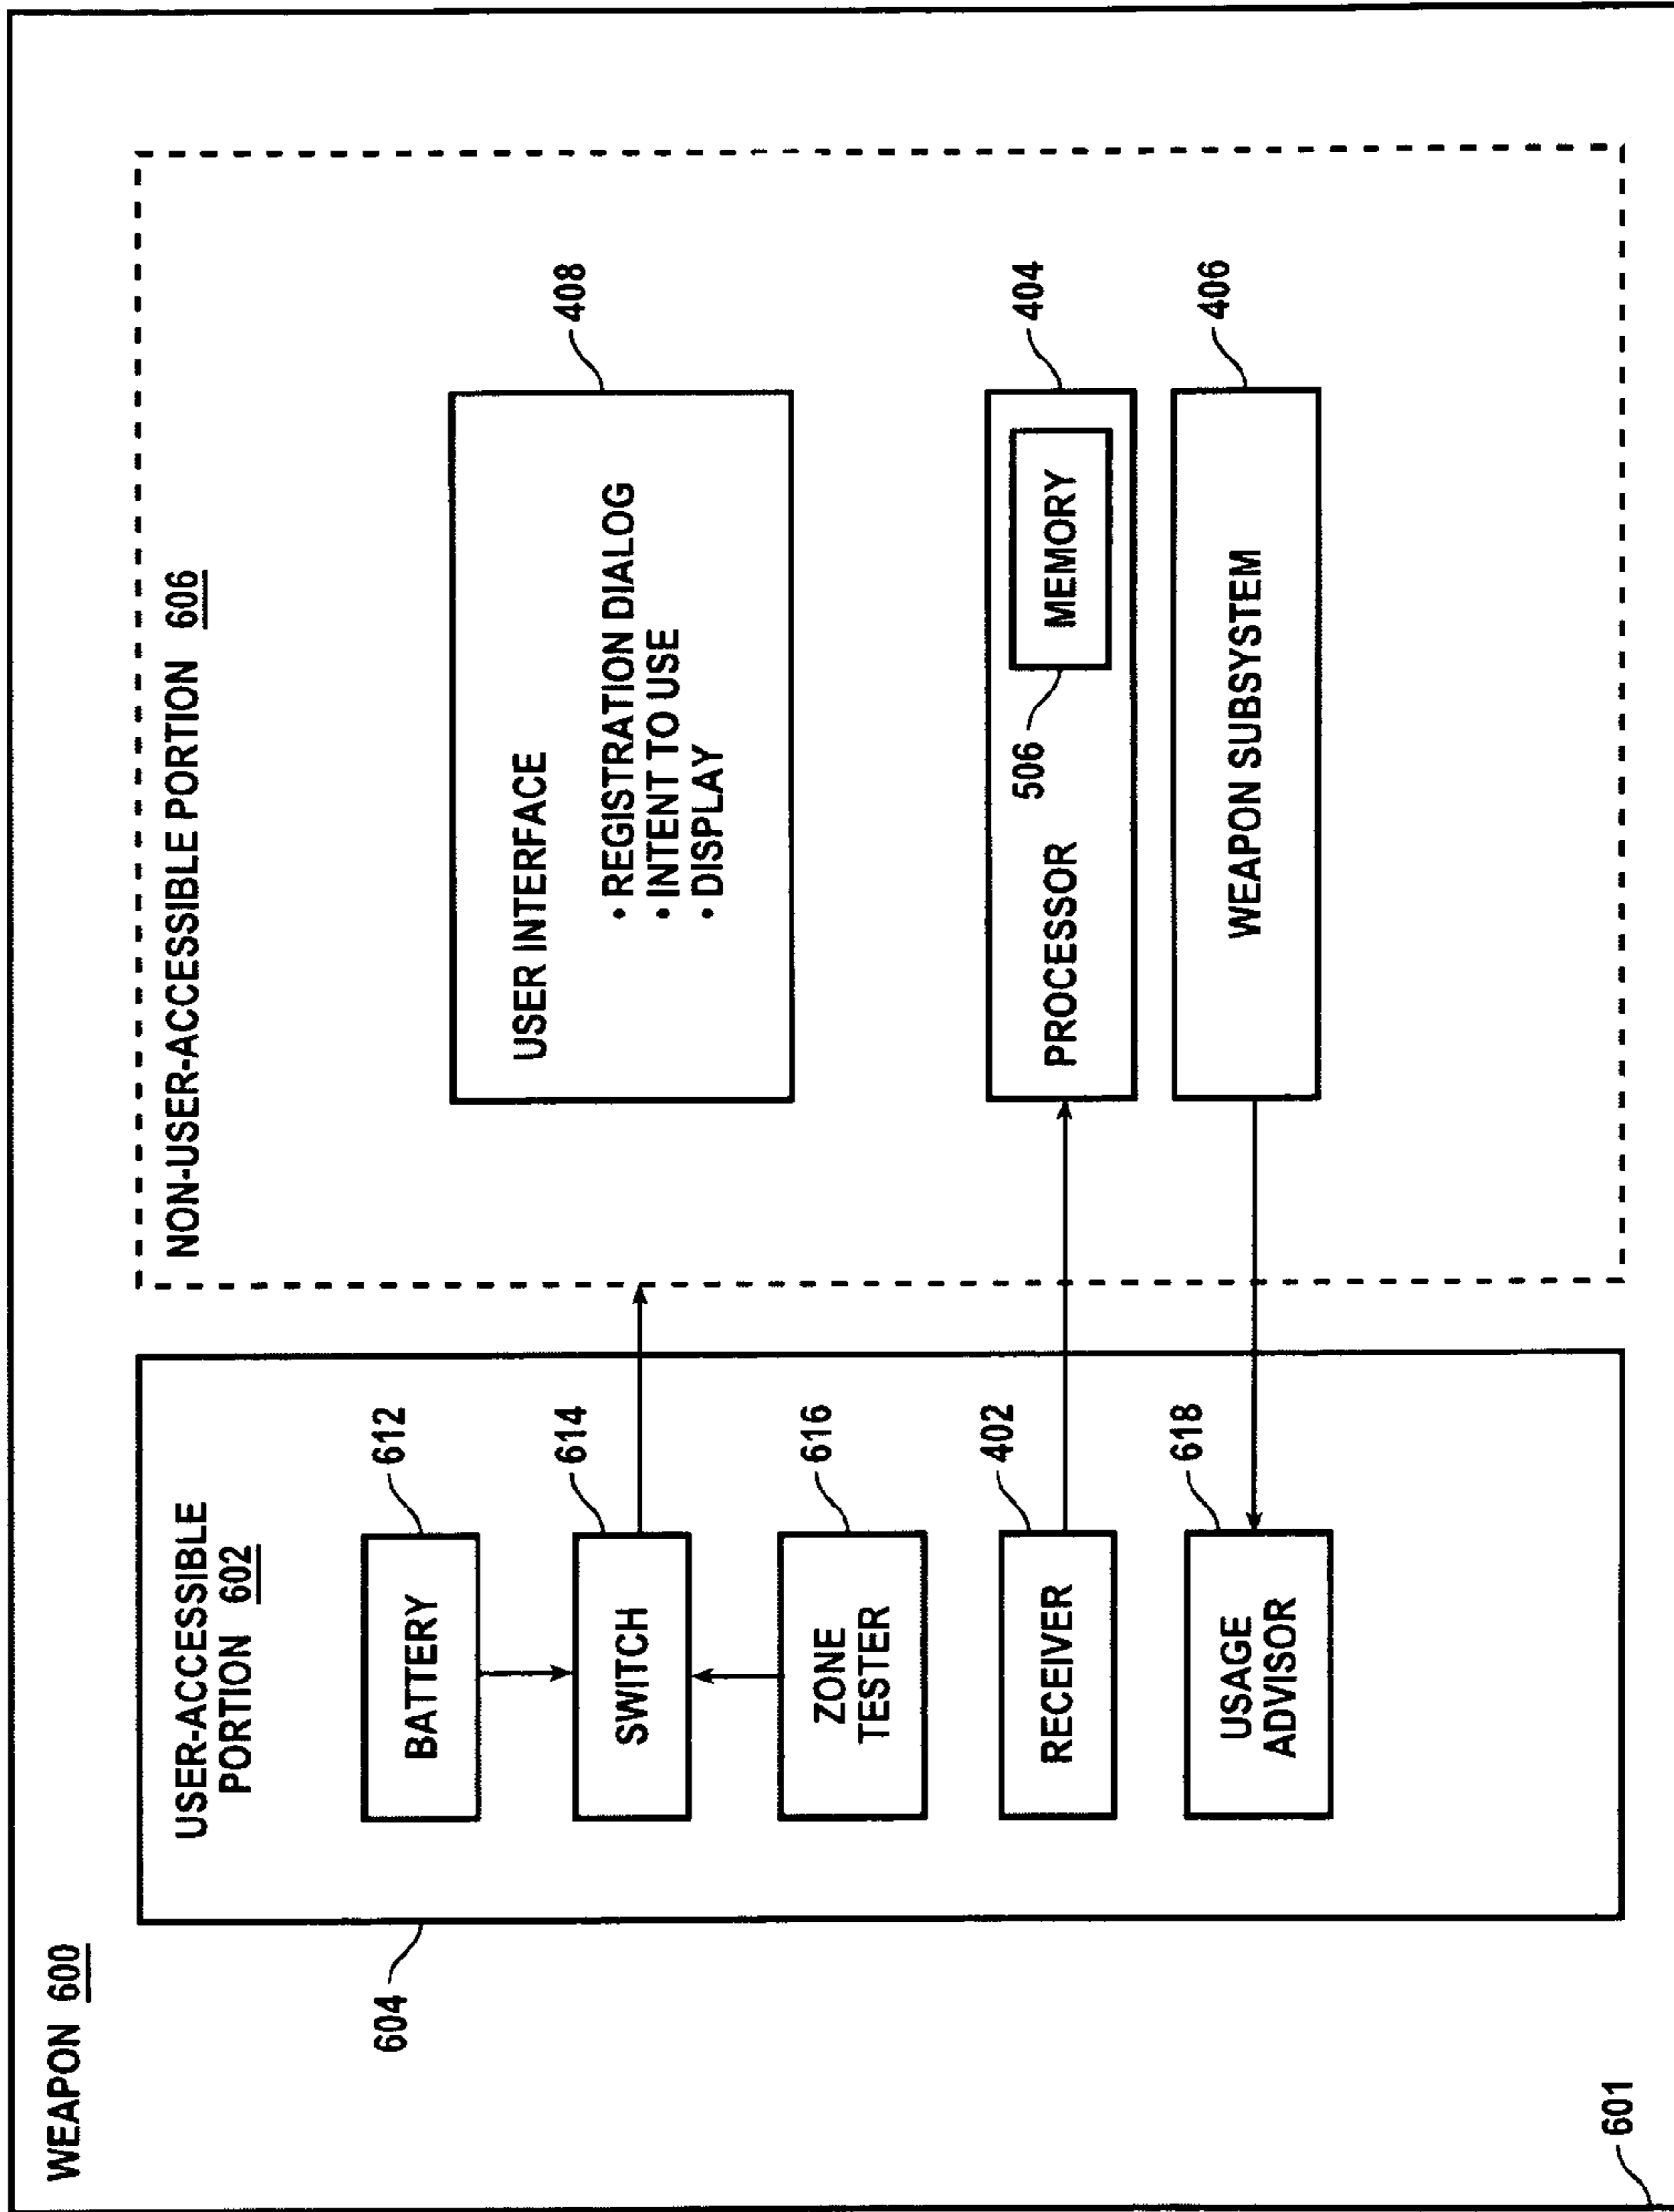 WEAPON 600
USER-ACCESSIBLE
PORTION 602
604
BATTERY
612
SWITCH
614
ZONE
TESTER
616
RECEIVER
402
USAGE
ADVISOR
618
NON-USER-ACCESSIBLE PORTION 606
USER INTERFACE
• REGISTRATION DIALOG
• INTENT TO USE
• DISPLAY
408
PROCESSOR
506
MEMORY
404
WEAPON SUBSYSTEM
406
601